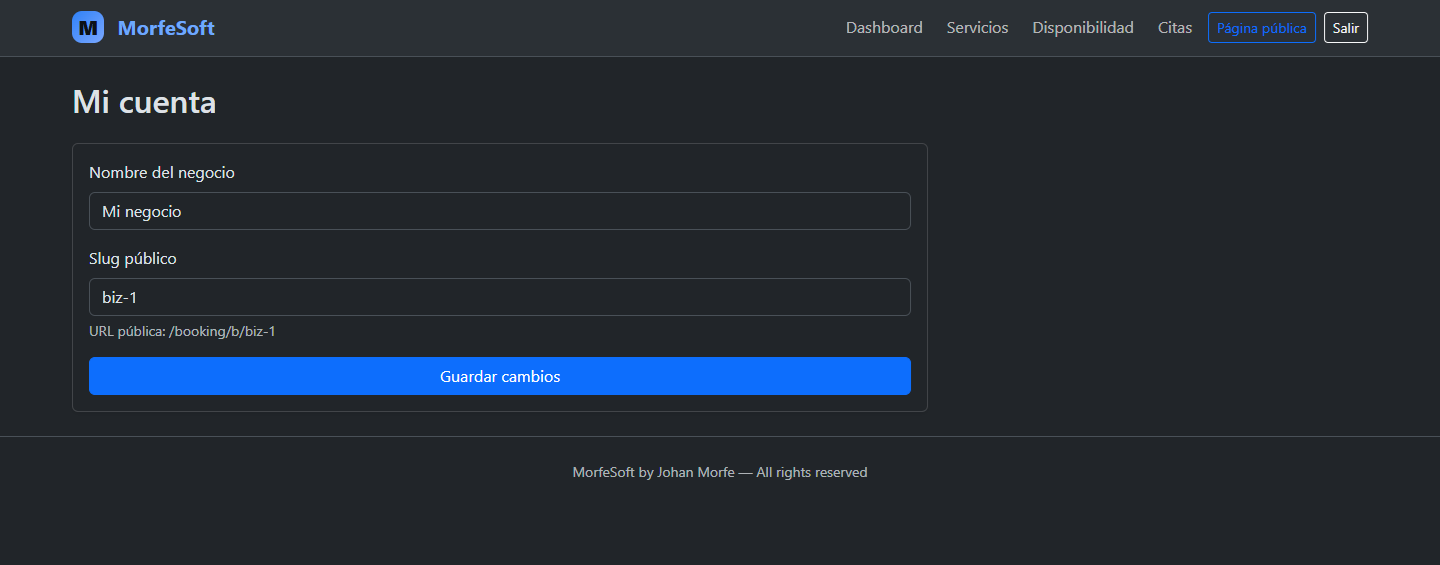 M MorfeSoft Dashboard Servicios Disponibilidad Citas Página pública Salir
Mi cuenta
Nombre del negocio
Mi negocio
Slug público
biz-1
URL pública: /booking/b/biz-1
Guardar cambios
MorfeSoft by Johan Morfe — All rights reserved